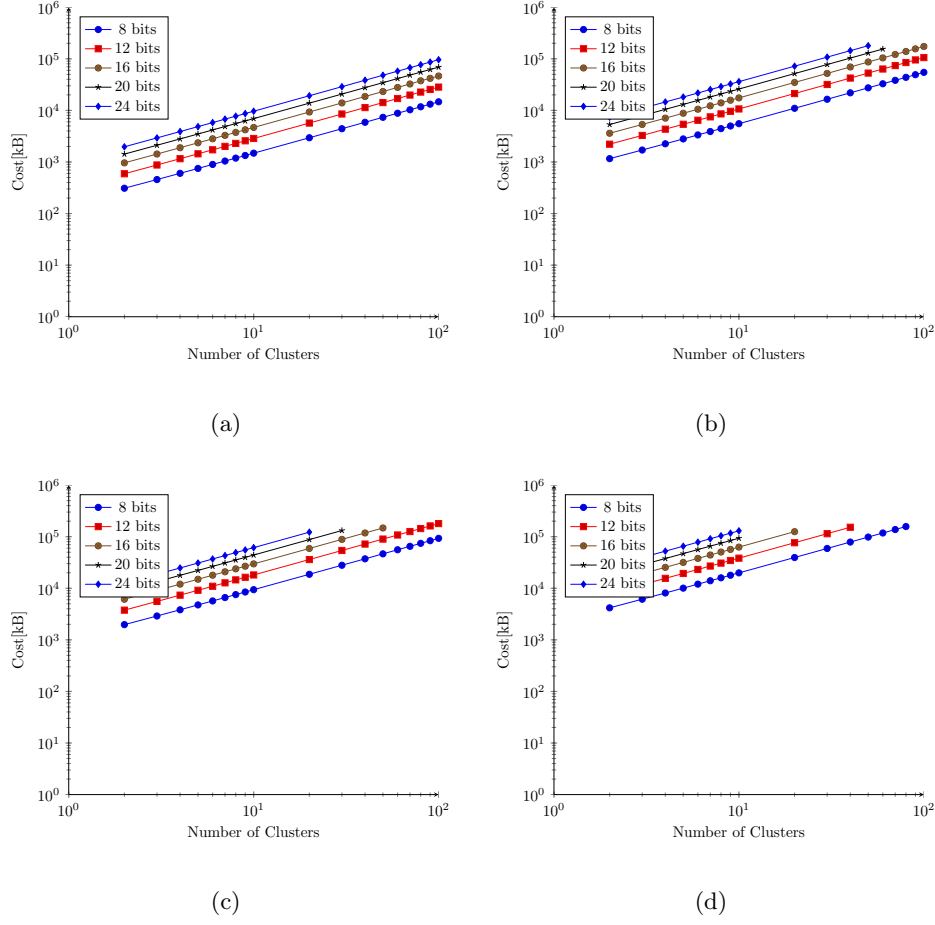 10^6
10^5
10^4
10^3
10^2
10^1
10^0
Cost[kB]
8 bits
12 bits
16 bits
20 bits
24 bits
10^0
10^1
10^2
Number of Clusters
(a)
10^6
10^5
10^4
10^3
10^2
10^1
10^0
Cost[kB]
8 bits
12 bits
16 bits
20 bits
24 bits
10^0
10^1
10^2
Number of Clusters
(b)
10^6
10^5
10^4
10^3
10^2
10^1
10^0
Cost[kB]
8 bits
12 bits
16 bits
20 bits
24 bits
10^0
10^1
10^2
Number of Clusters
(c)
10^6
10^5
10^4
10^3
10^2
10^1
10^0
Cost[kB]
8 bits
12 bits
16 bits
20 bits
24 bits
10^0
10^1
10^2
Number of Clusters
(d)